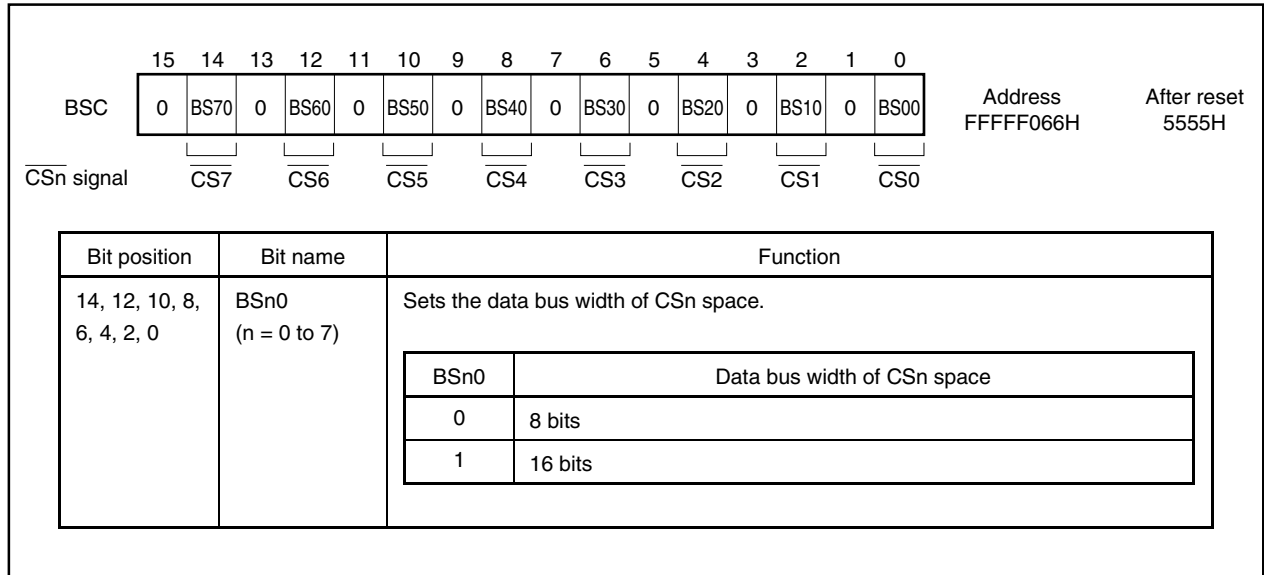 15 14 13 12 11 10 9 8 7 6 5 4 3 2 1 0
BSC 0 BS70 0 BS60 0 BS50 0 BS40 0 BS30 0 BS20 0 BS10 0 BS00 Address FFFFF066H After reset 5555H
CSn signal CS7 CS6 CS5 CS4 CS3 CS2 CS1 CS0
Bit position Bit name Function
14, 12, 10, 8, BSn0 Sets the data bus width of CSn space.
6, 4, 2, 0 (n = 0 to 7)
BSn0 Data bus width of CSn space
0 8 bits
1 16 bits